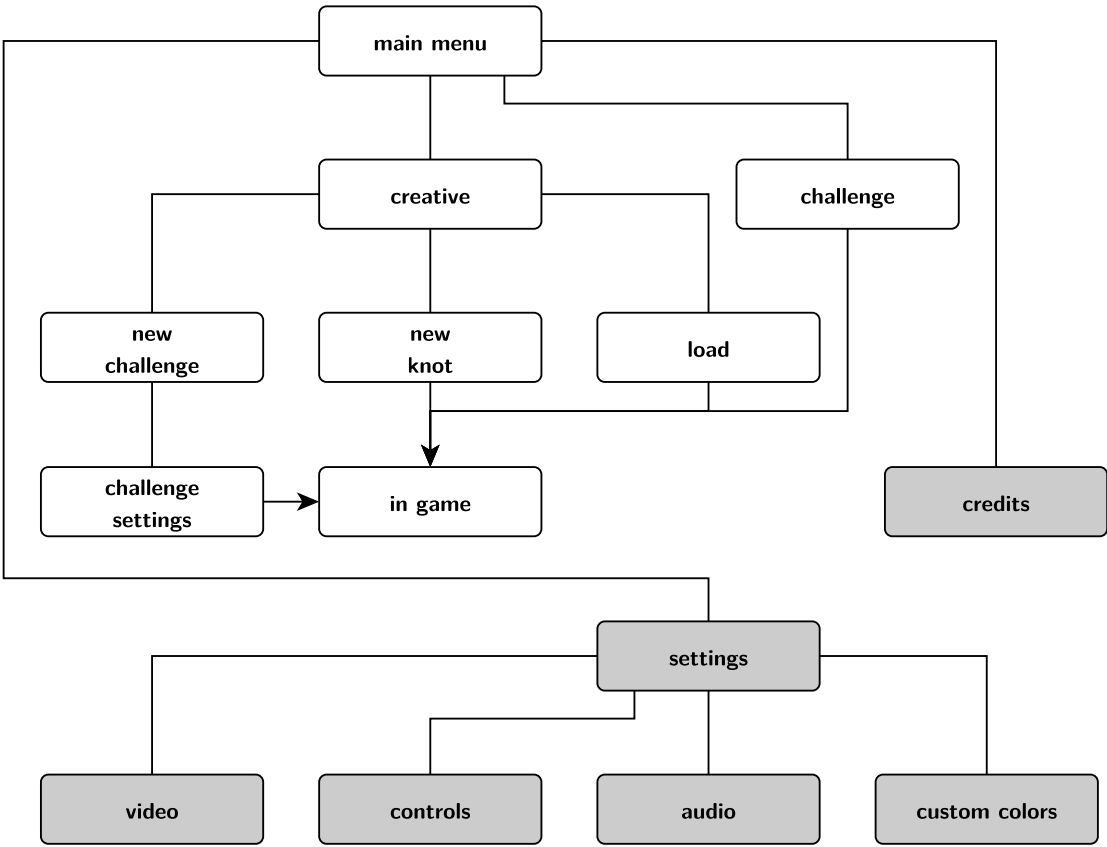 main menu
creative
challenge
new
challenge
new
knot
load
challenge
settings
in game
credits
settings
video
controls
audio
custom colors